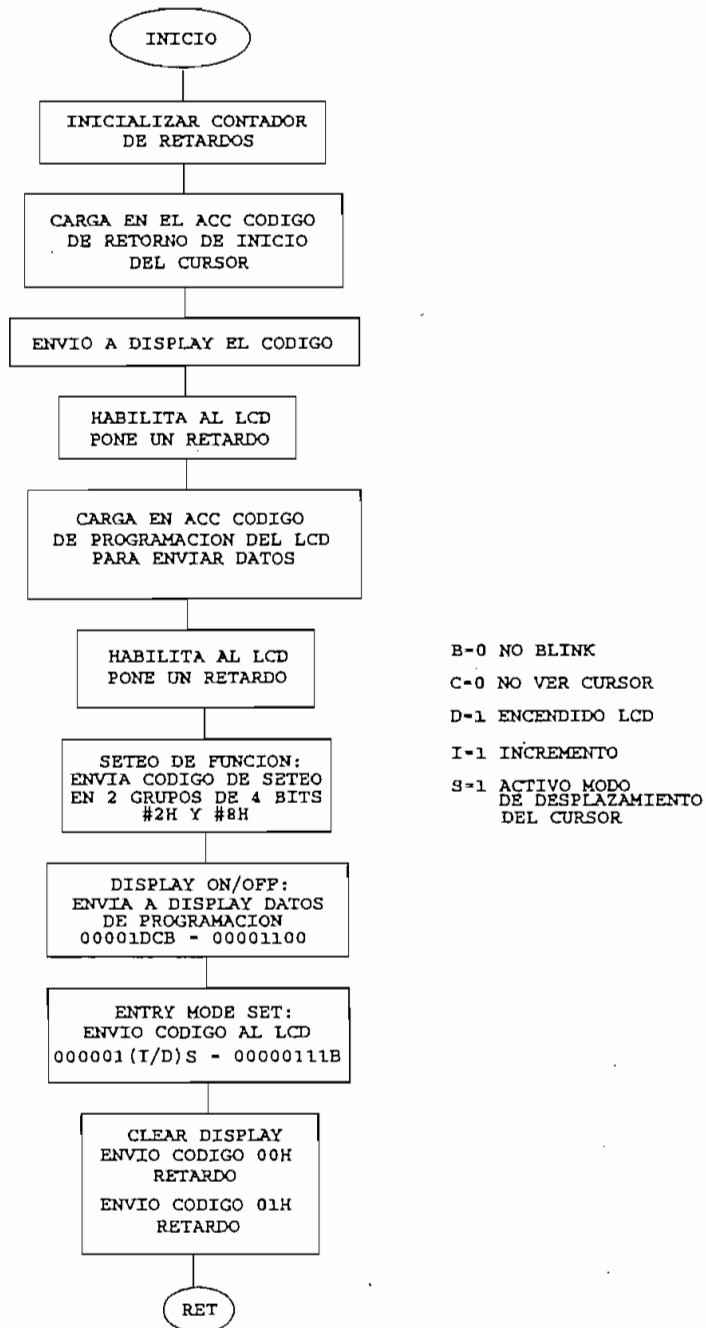 INICIO
INICIALIZAR CONTADOR
DE RETARDOS
CARGA EN EL ACC CODIGO
DE RETORNO DE INICIO
DEL CURSOR
ENVIO A DISPLAY EL CODIGO
HABILITA AL LCD
PONE UN RETARDO
CARGA EN ACC CODIGO
DE PROGRAMACION DEL LCD
PARA ENVIAR DATOS
HABILITA AL LCD
PONE UN RETARDO
SETEO DE FUNCION:
ENVIA CODIGO DE SETEO
EN 2 GRUPOS DE 4 BITS
#2H Y #8H
DISPLAY ON/OFF:
ENVIA A DISPLAY DATOS
DE PROGRAMACION
00001DCB - 00001100
ENTRY MODE SET:
ENVIO CODIGO AL LCD
000001(I/D)S - 00000111B
CLEAR DISPLAY
ENVIO CODIGO 00H
RETARDO
ENVIO CODIGO 01H
RETARDO
RET
B=0 NO BLINK
C=0 NO VER CURSOR
D=1 ENCENDIDO LCD
I=1 INCREMENTO
S=1 ACTIVO MODO
DE DESPLAZAMIENTO
DEL CURSOR